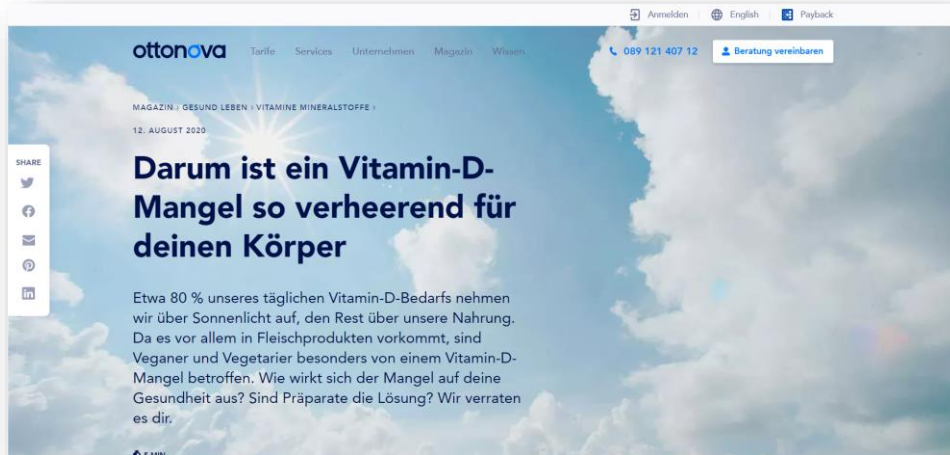 Anmelden English Payback
ottonova Tarife Services Unternehmen Magazin Wissen 089 121 407 12 Beratung vereinbaren
MAGAZIN › GESUND LEBEN › VITAMINE MINERALSTOFFE ›
12. AUGUST 2020
SHARE
Darum ist ein Vitamin-D-
Mangel so verheerend für
deinen Körper
Etwa 80 % unseres täglichen Vitamin-D-Bedarfs nehmen
wir über Sonnenlicht auf, den Rest über unsere Nahrung.
Da es vor allem in Fleischprodukten vorkommt, sind
Veganer und Vegetarier besonders von einem Vitamin-D-
Mangel betroffen. Wie wirkt sich der Mangel auf deine
Gesundheit aus? Sind Präparate die Lösung? Wir verraten
es dir.
5 MIN